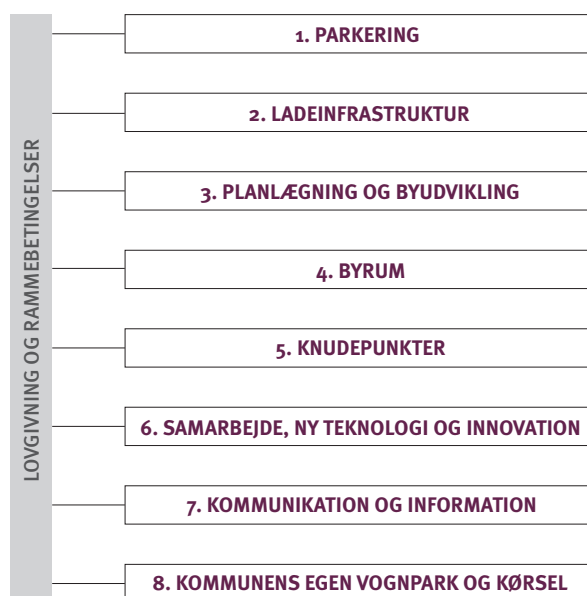 LOVGIVNING OG RAMMEBETINGELSER
1. PARKERING
2. LADEINFRASTRUKTUR
3. PLANLÆGNING OG BYUDVIKLING
4. BYRUM
5. KNUDEPUNKTER
6. SAMARBEJDE, NY TEKNOLOGI OG INNOVATION
7. KOMMUNIKATION OG INFORMATION
8. KOMMUNENS EGEN VOGNPARK OG KØRSEL